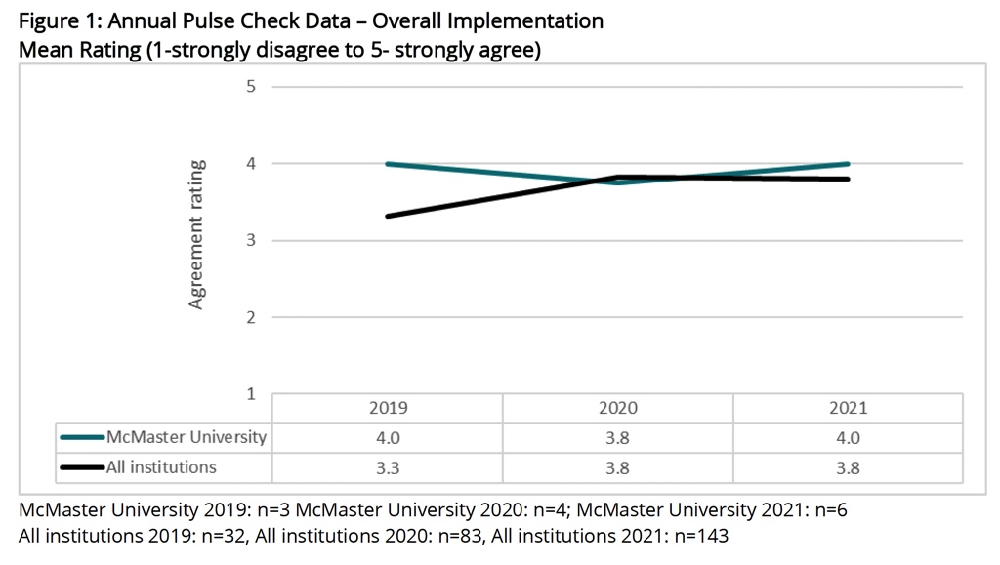 Figure 1: Annual Pulse Check Data – Overall Implementation
Mean Rating (1-strongly disagree to 5- strongly agree)
5
4
3
2
1
Agreement rating
2019 2020 2021
McMaster University 4.0 3.8 4.0
All institutions 3.3 3.8 3.8
McMaster University 2019: n=3 McMaster University 2020: n=4; McMaster University 2021: n=6
All institutions 2019: n=32, All institutions 2020: n=83, All institutions 2021: n=143